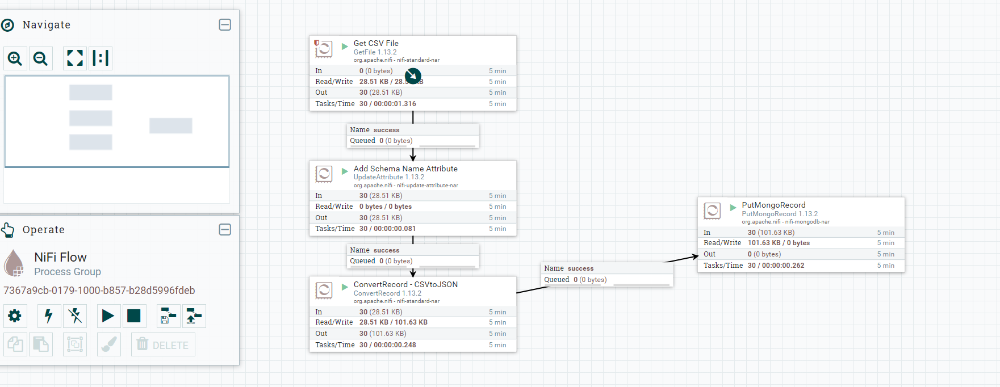 Navigate
Operate
NiFi Flow
Process Group
7367a9cb-0179-1000-b857-b28d5996fdeb
DELETE
Get CSV File
GetFile 1.13.2
org.apache.nifi - nifi-standard-nar
In 0 (0 bytes) 5 min
Read/Write 28.51 KB / 28.5 KB 5 min
Out 30 (28.51 KB) 5 min
Tasks/Time 30 / 00:00:01.316 5 min
Name success
Queued 0 (0 bytes)
Add Schema Name Attribute
UpdateAttribute 1.13.2
org.apache.nifi - nifi-update-attribute-nar
In 30 (28.51 KB) 5 min
Read/Write 0 bytes / 0 bytes 5 min
Out 30 (28.51 KB) 5 min
Tasks/Time 30 / 00:00:00.081 5 min
Name success
Queued 0 (0 bytes)
ConvertRecord - CSVtoJSON
ConvertRecord 1.13.2
org.apache.nifi - nifi-standard-nar
In 30 (28.51 KB) 5 min
Read/Write 28.51 KB / 101.63 KB 5 min
Out 30 (101.63 KB) 5 min
Tasks/Time 30 / 00:00:00.248 5 min
Name success
Queued 0 (0 bytes)
PutMongoRecord
PutMongoRecord 1.13.2
org.apache.nifi - nifi-mongodb-nar
In 30 (101.63 KB) 5 min
Read/Write 101.63 KB / 0 bytes 5 min
Out 0 (0 bytes) 5 min
Tasks/Time 30 / 00:00:00.262 5 min